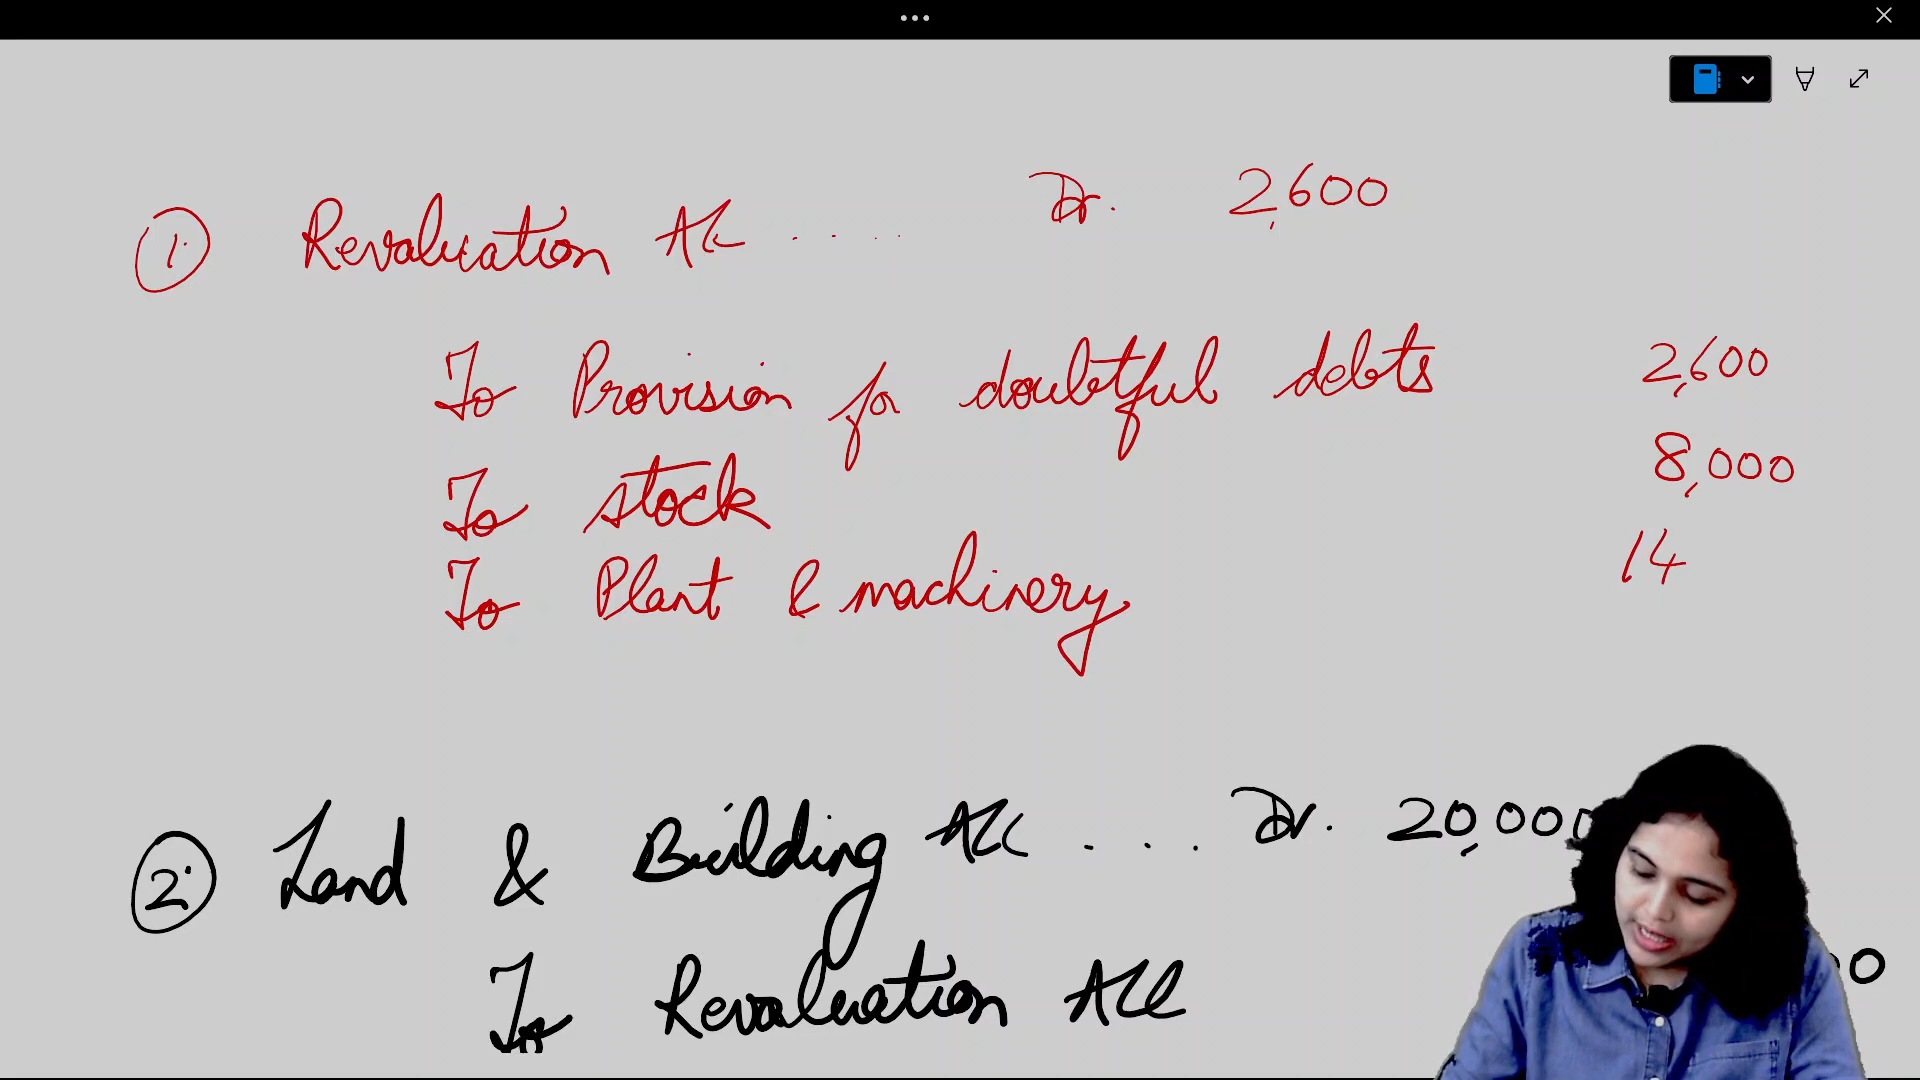 1. Revaluation A/c .... Dr. 2,600
To Provision for doubtful debts 2,600
To stock 8,000
To Plant & machinery 14
2. Land & Building A/c .... Dr. 20,000
To Revaluation A/c